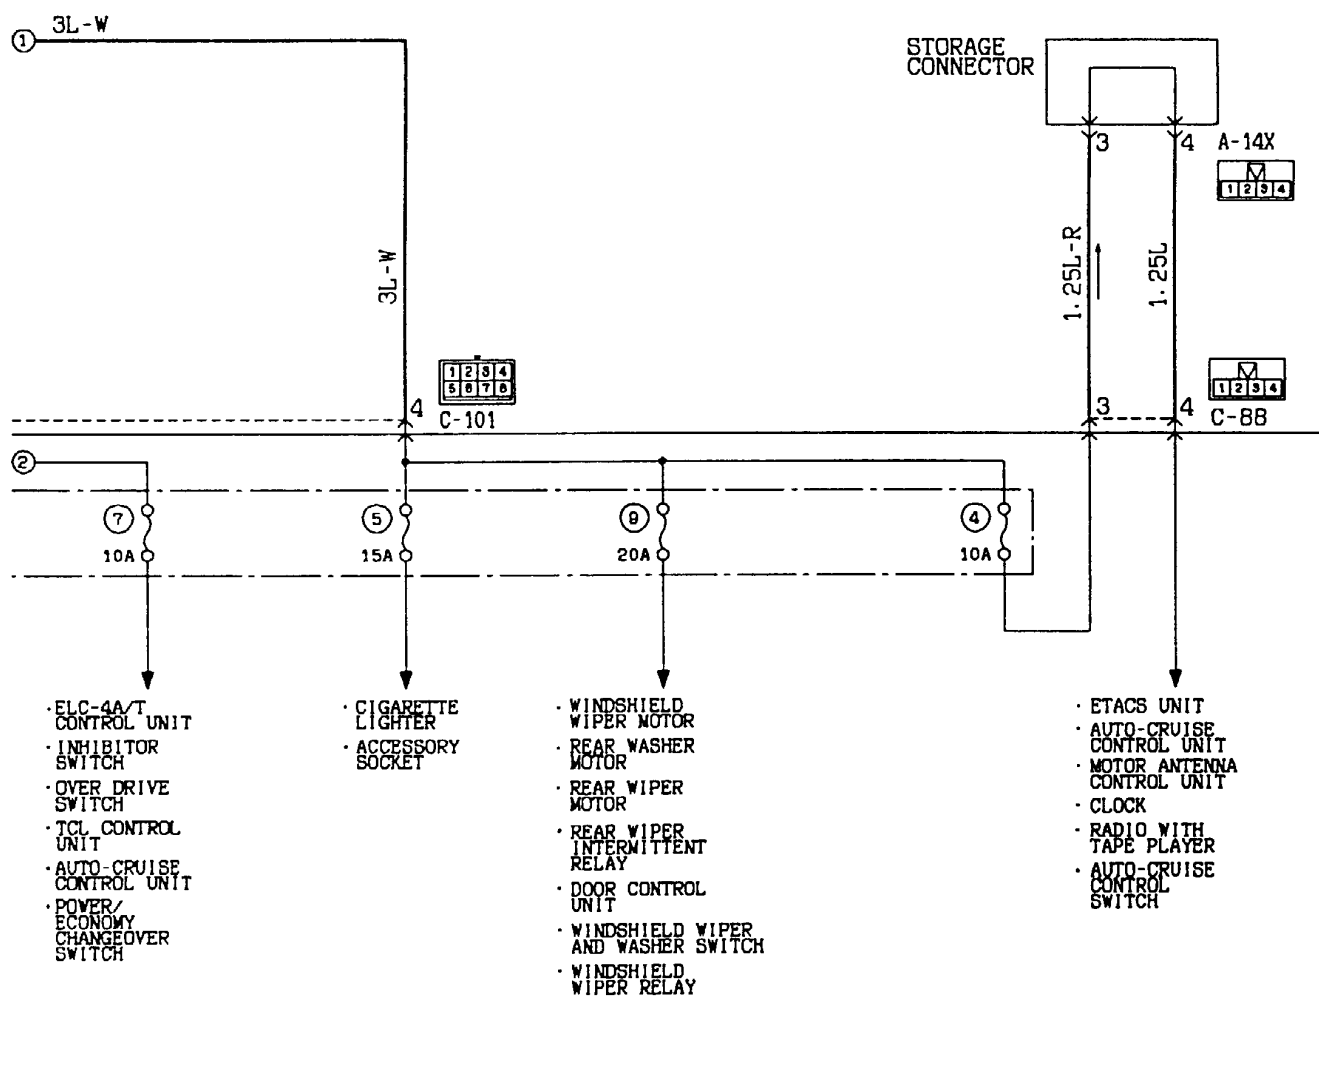 ① 3L-W
STORAGE
CONNECTOR
3 4 A-14X
1 2 3 4
3L-W
1.25L-R
1.25L
1 2 3 4
5 6 7 8
4 C-101
1 2 3 4
3 4 C-88
②
⑦ ⑤ ⑨ ④
10A 15A 20A 10A
· ELC-4A/T
CONTROL UNIT
· INHIBITOR
SWITCH
· OVER DRIVE
SWITCH
· TCL CONTROL
UNIT
· AUTO-CRUISE
CONTROL UNIT
· POWER/
ECONOMY
CHANGEOVER
SWITCH
· CIGARETTE
LIGHTER
· ACCESSORY
SOCKET
· WINDSHIELD
WIPER MOTOR
· REAR WASHER
MOTOR
· REAR WIPER
MOTOR
· REAR WIPER
INTERMITTENT
RELAY
· DOOR CONTROL
UNIT
· WINDSHIELD WIPER
AND WASHER SWITCH
· WINDSHIELD
WIPER RELAY
· ETACS UNIT
· AUTO-CRUISE
CONTROL UNIT
· MOTOR ANTENNA
CONTROL UNIT
· CLOCK
· RADIO WITH
TAPE PLAYER
· AUTO-CRUISE
CONTROL
SWITCH